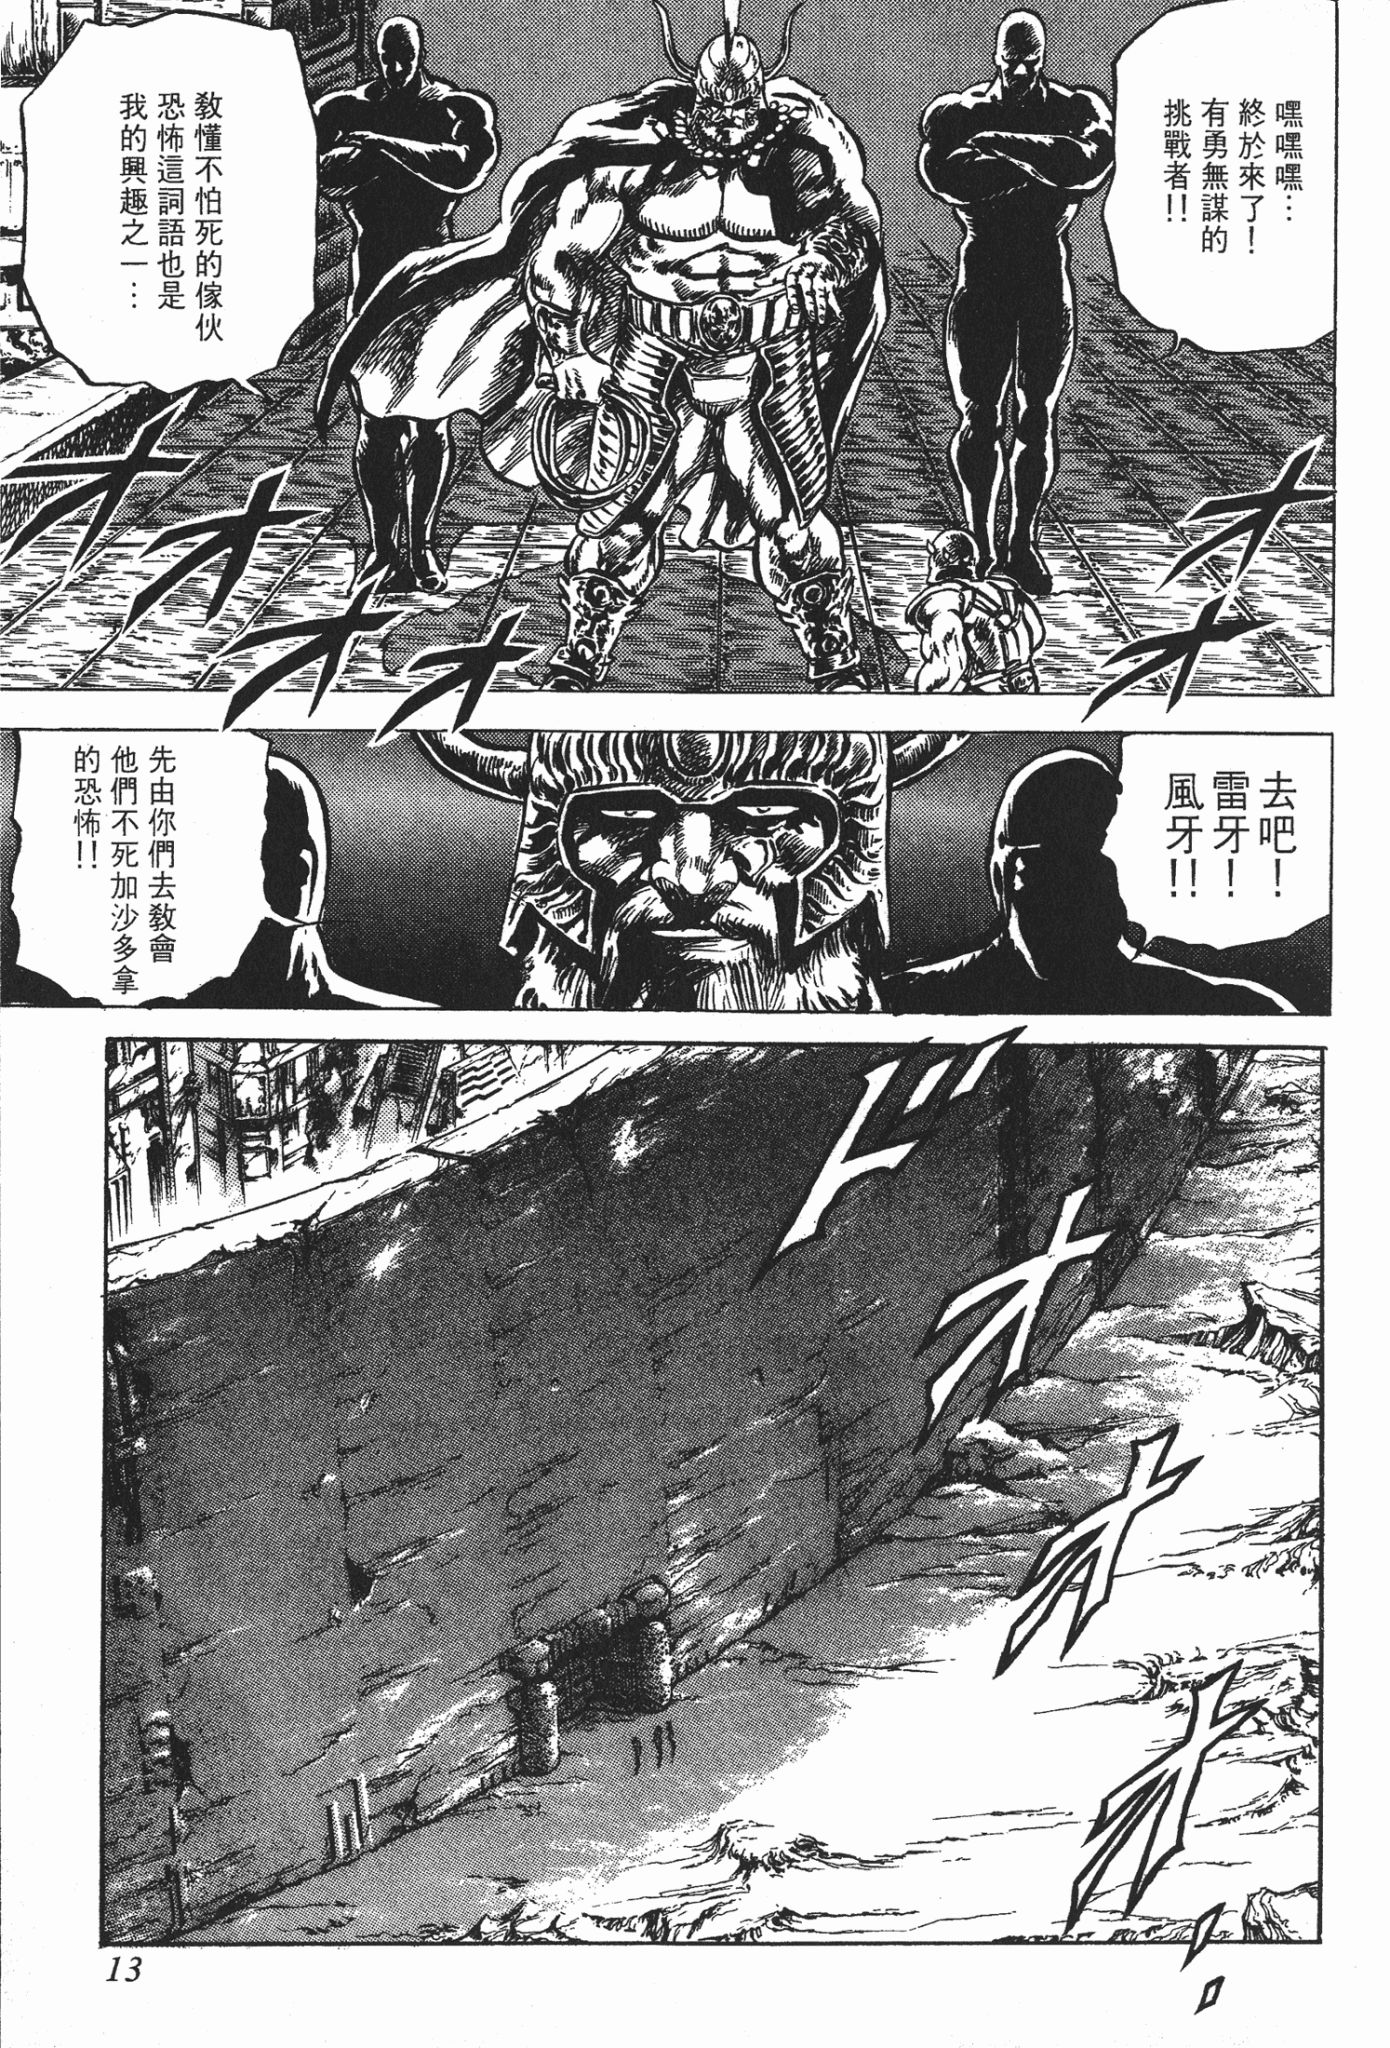 嘿嘿嘿…
終於來了！
有勇無謀的
挑戰者!!
教懂不怕死的傢伙
恐怖這詞語也是
我的興趣之一…
オオオオ
オオ
去吧！
雷牙！
風牙!!
先由你們去教會
他們不死加沙多拿
的恐怖!!
ドオオオ
13